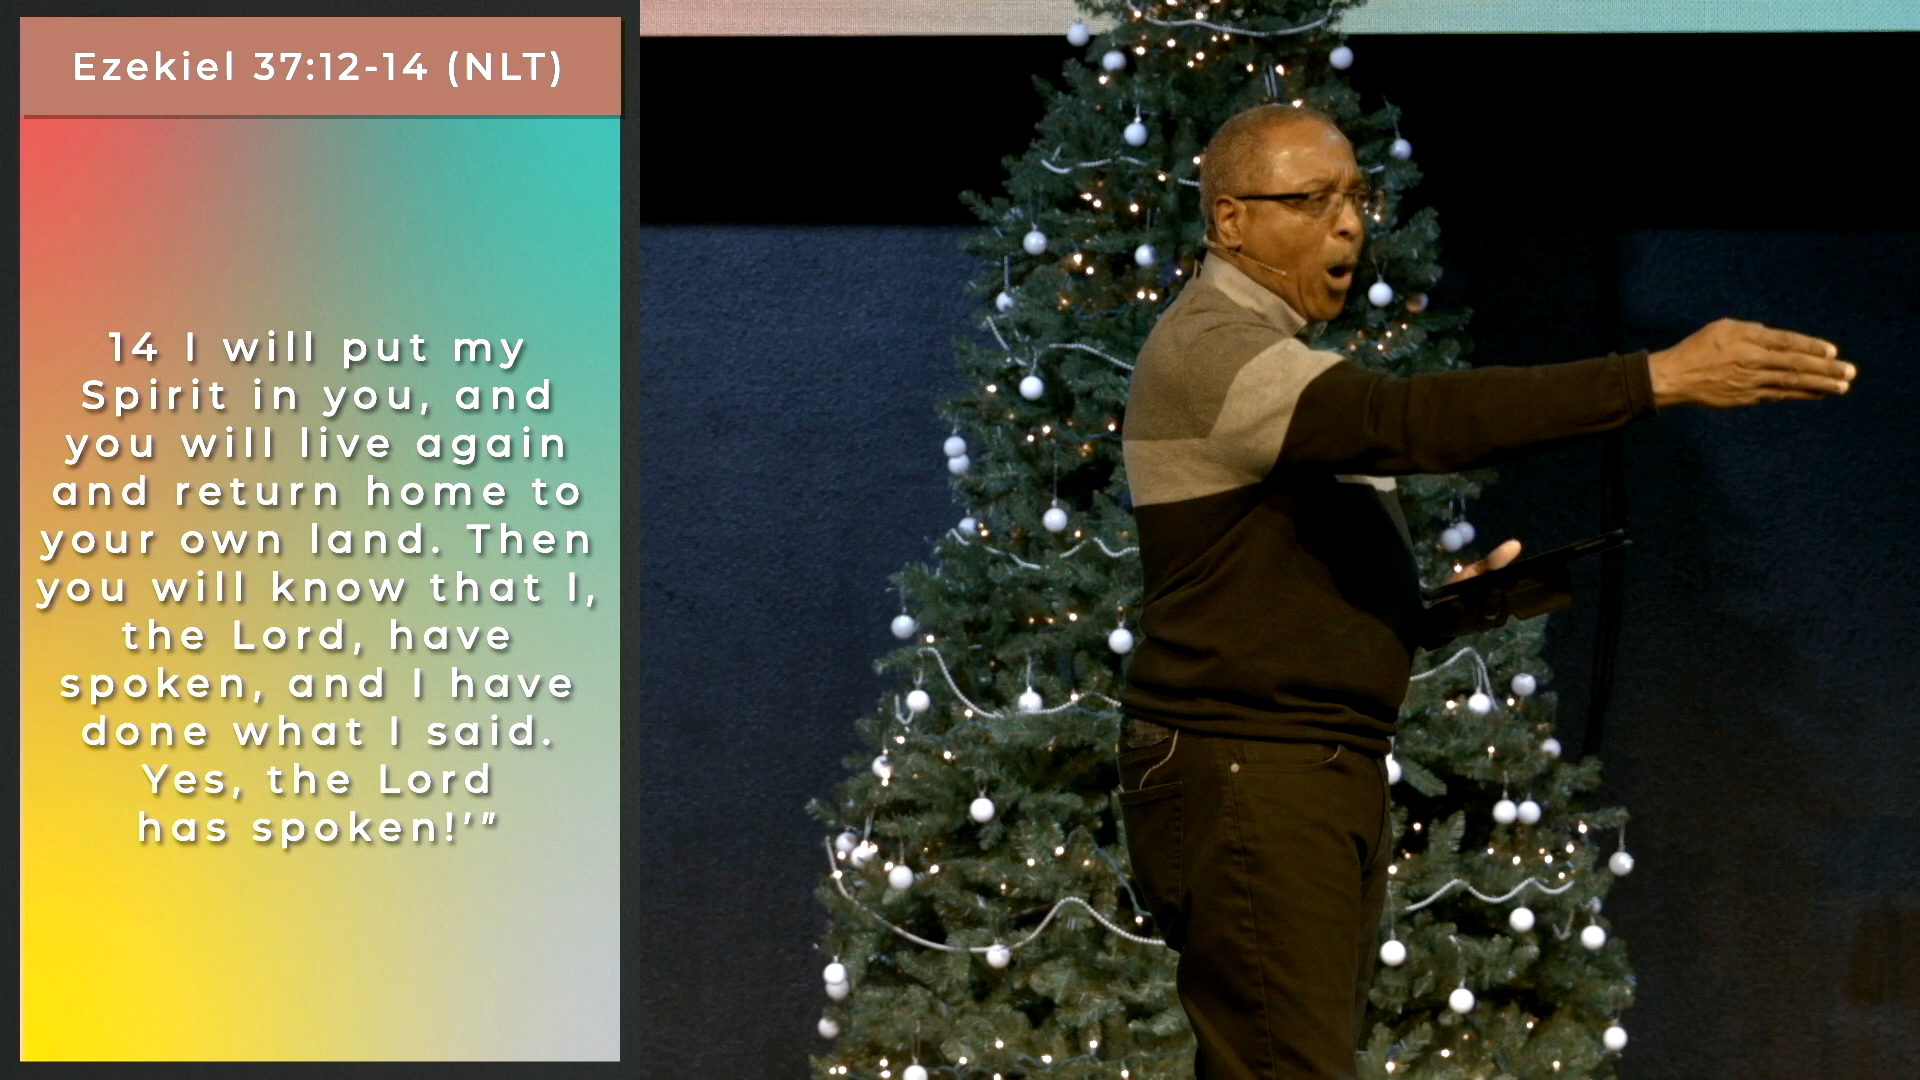 Ezekiel 37:12-14 (NLT)
14 I will put my
Spirit in you, and
you will live again
and return home to
your own land. Then
you will know that I,
the Lord, have
spoken, and I have
done what I said.
Yes, the Lord
has spoken!’”